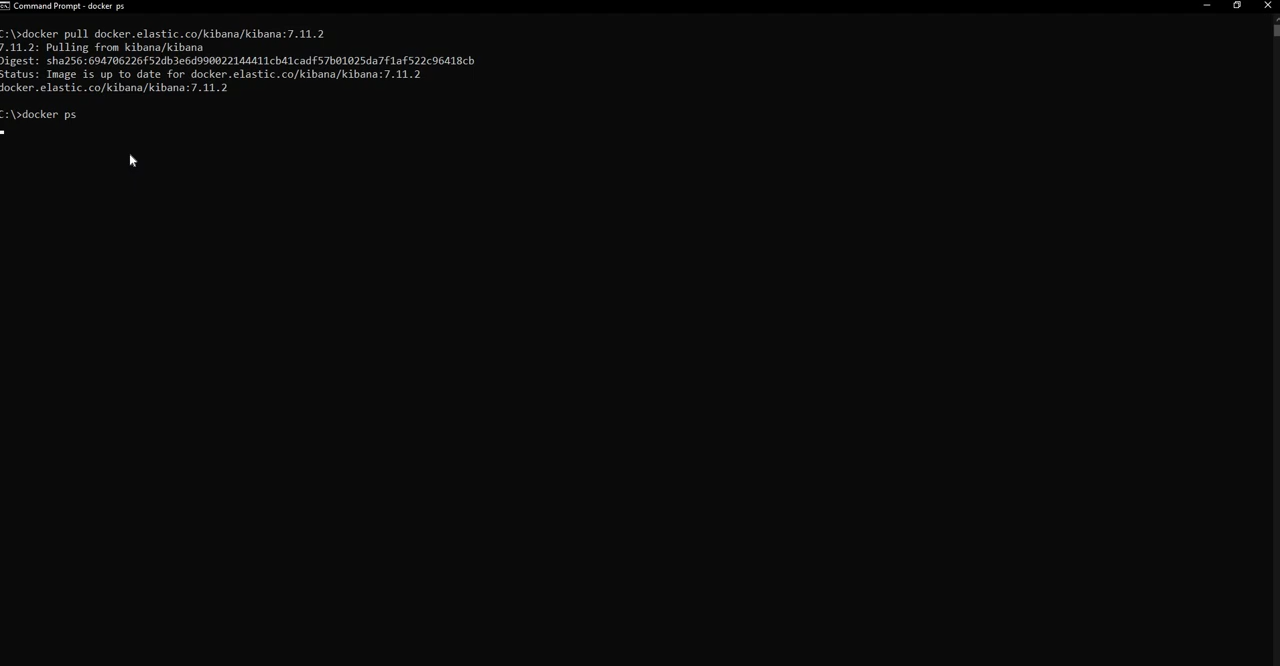 Command Prompt - docker ps
C:\>docker pull docker.elastic.co/kibana/kibana:7.11.2
7.11.2: Pulling from kibana/kibana
Digest: sha256:694706226f52db3e6d990022144411cb41cadf57b01025da7f1af522c96418cb
Status: Image is up to date for docker.elastic.co/kibana/kibana:7.11.2
docker.elastic.co/kibana/kibana:7.11.2
C:\>docker ps